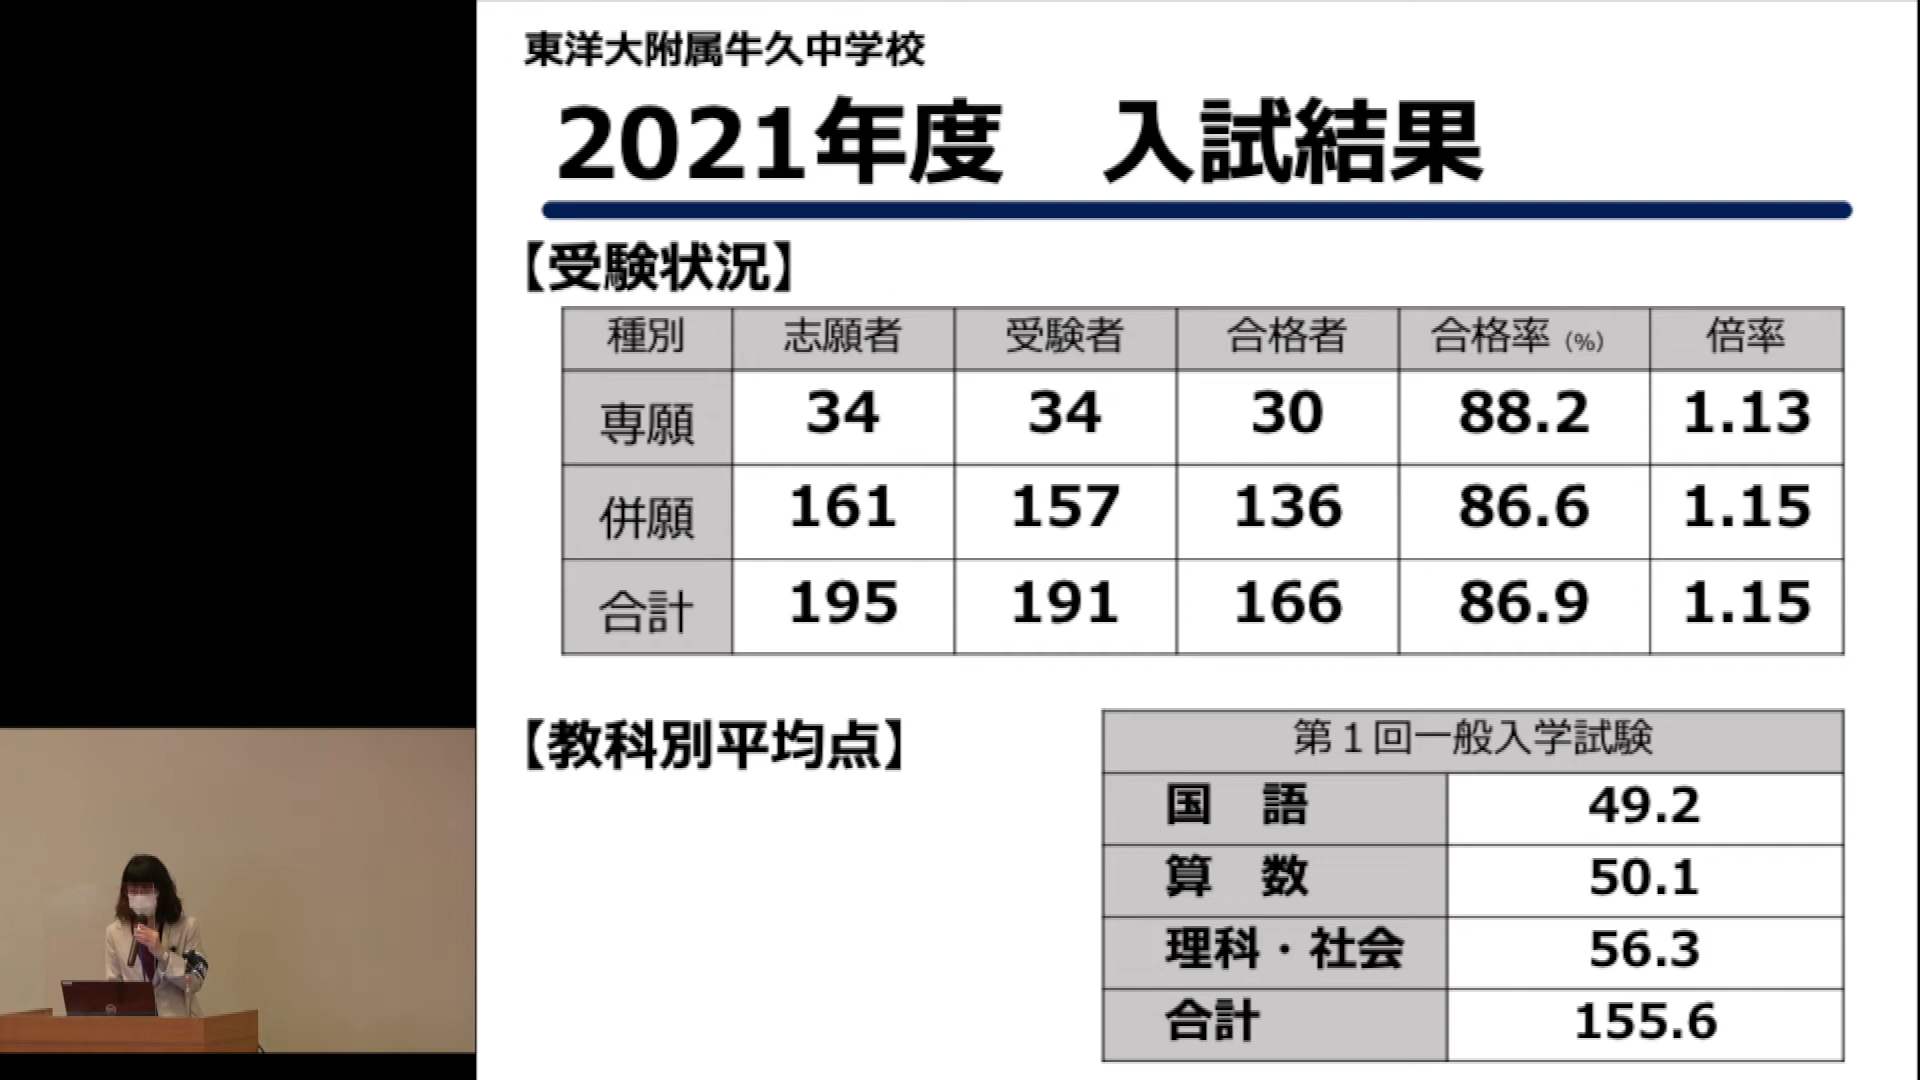 東洋大附属牛久中学校
2021年度　入試結果
【受験状況】
種別 志願者 受験者 合格者 合格率 (%) 倍率
専願 34 34 30 88.2 1.13
併願 161 157 136 86.6 1.15
合計 195 191 166 86.9 1.15
【教科別平均点】
第１回一般入学試験
国　語 49.2
算　数 50.1
理科・社会 56.3
合計 155.6